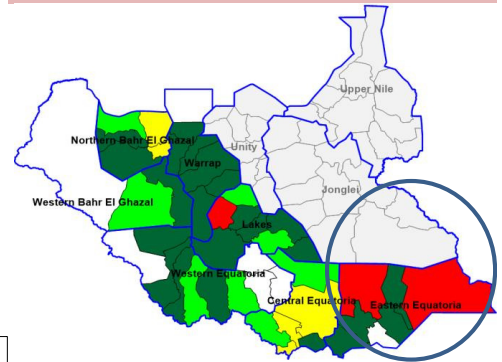 Upper Nile
Northern Bahr El Ghazal
Unity
Warrap
Jonglei
Western Bahr El Ghazal
Lakes
Western Equatoria
Central Equatoria
Eastern Equatoria